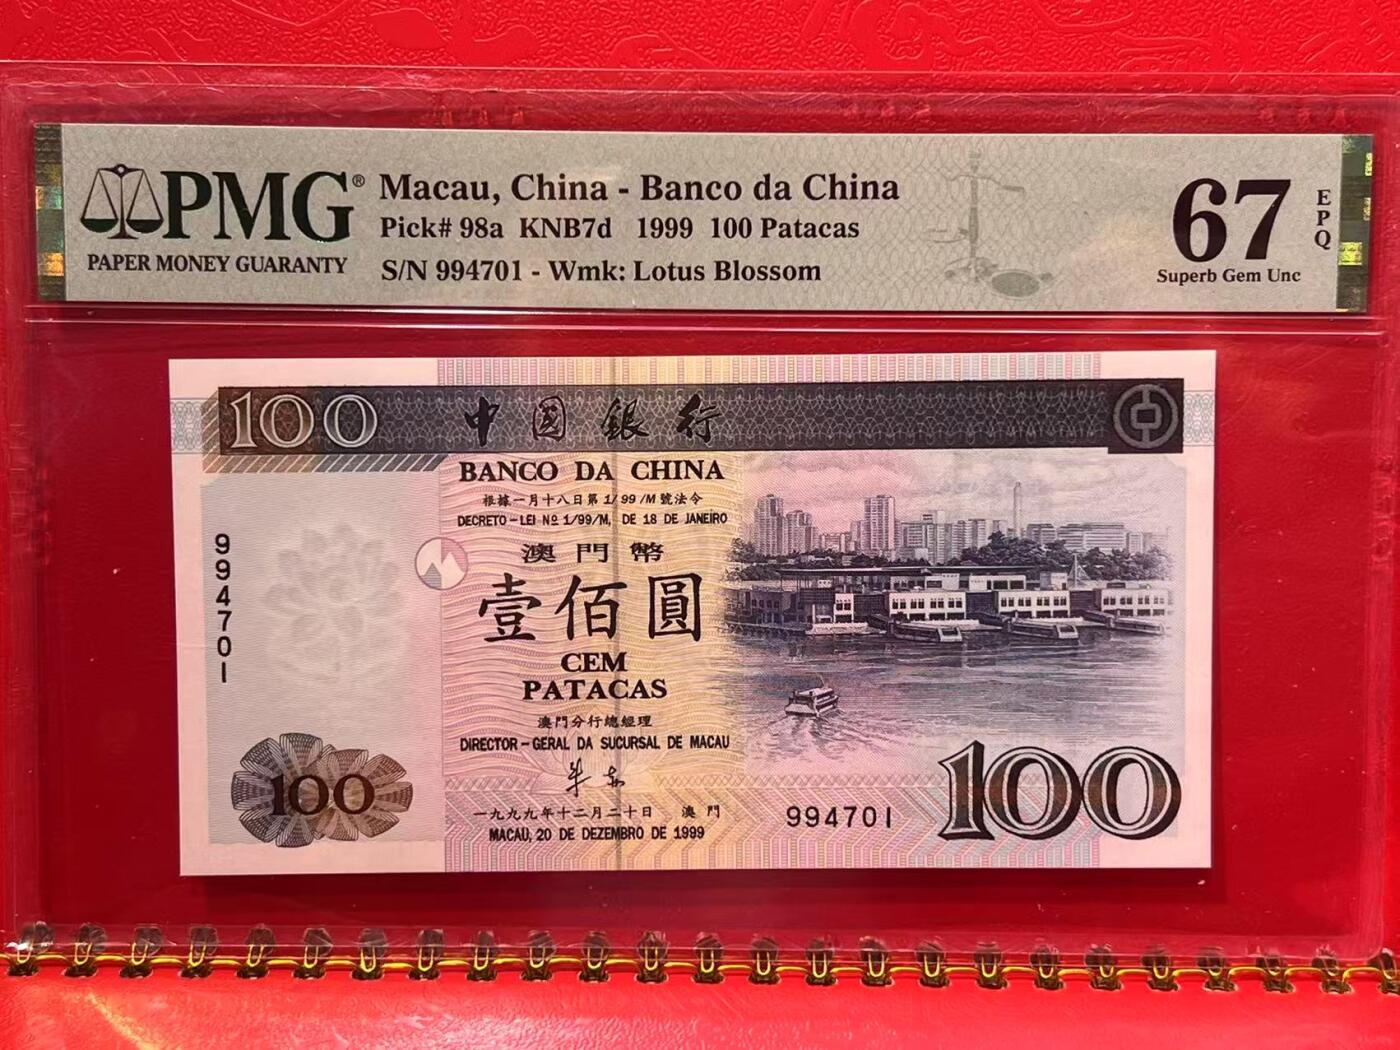 PMG®
PAPER MONEY GUARANTY
Macau, China - Banco da China
Pick# 98a KNB7d 1999 100 Patacas
S/N 994701 - Wmk: Lotus Blossom
67
EPQ
Superb Gem Unc
100 中國銀行
BANCO DA CHINA
根據一月十八日第1/99/M號法令
DECRETO-LEI Nº 1/99/M, DE 18 DE JANEIRO
澳門幣
壹佰圓
CEM
PATACAS
澳門分行總經理
DIRECTOR-GERAL DA SUCURSAL DE MACAU
一九九九年十二月二十日 澳門
MACAU, 20 DE DEZEMBRO DE 1999
994701
100
994701
100